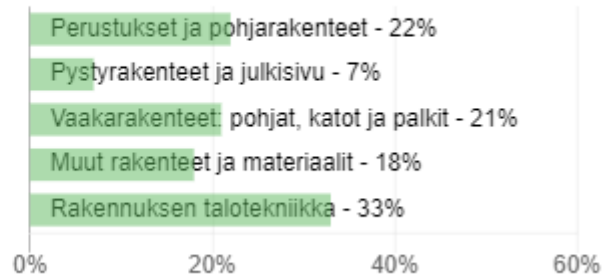 Perustukset ja pohjarakenteet - 22%
Pystyrakenteet ja julkisivu - 7%
Vaakarakenteet: pohjat, katot ja palkit - 21%
Muut rakenteet ja materiaalit - 18%
Rakennuksen talotekniikka - 33%
0% 20% 40% 60%